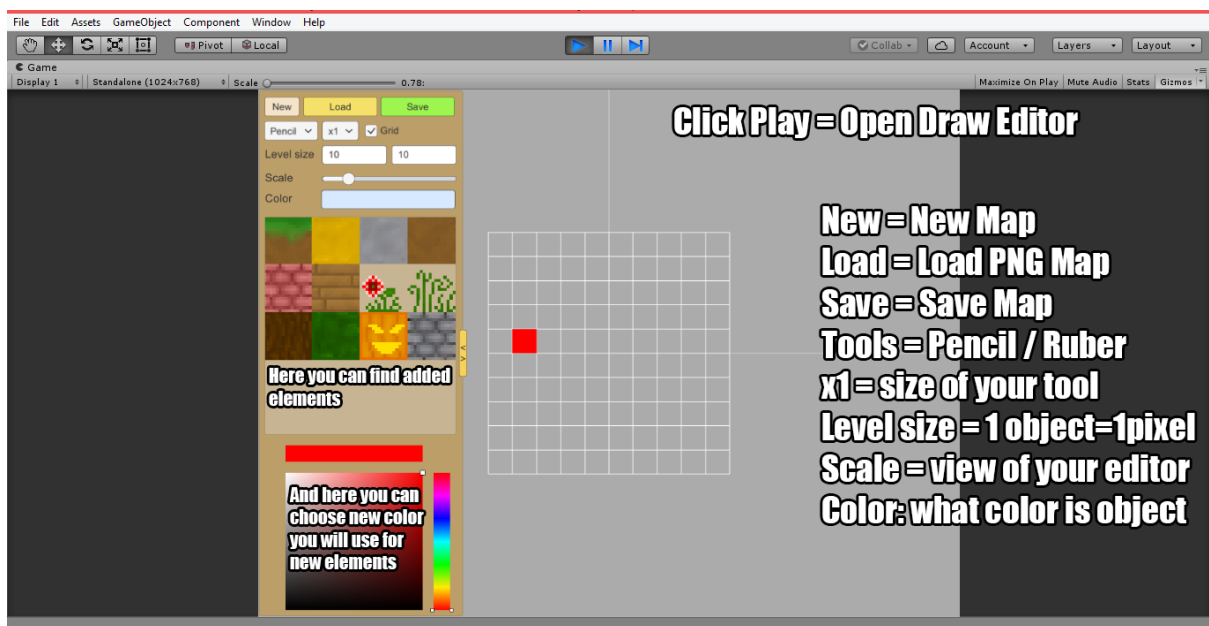 File Edit Assets GameObject Component Window Help
Pivot Local Collab Account Layers Layout
Game
Display 1 Standalone (1024x768) Scale 0.78: Maximize On Play Mute Audio Stats Gizmos
New Load Save
Pencil x1 Grid
Level size 10 10
Scale
Color
Here you can find added
elements
And here you can
choose new color
you will use for
new elements
Click Play = Open Draw Editor
New = New Map
Load = Load PNG Map
Save = Save Map
Tools = Pencil / Ruber
x1 = size of your tool
Level size = 1 object=1pixel
Scale = view of your editor
Color: what color is object